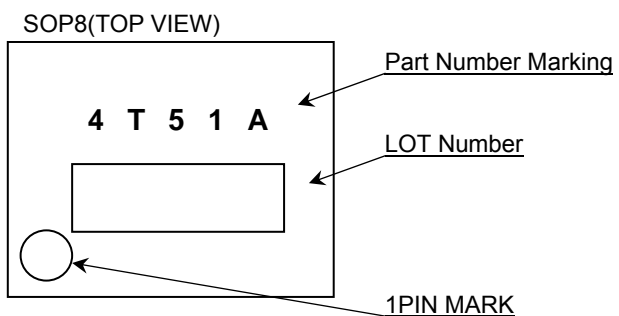 SOP8(TOP VIEW)
Part Number Marking
4 T 5 1 A
LOT Number
1PIN MARK